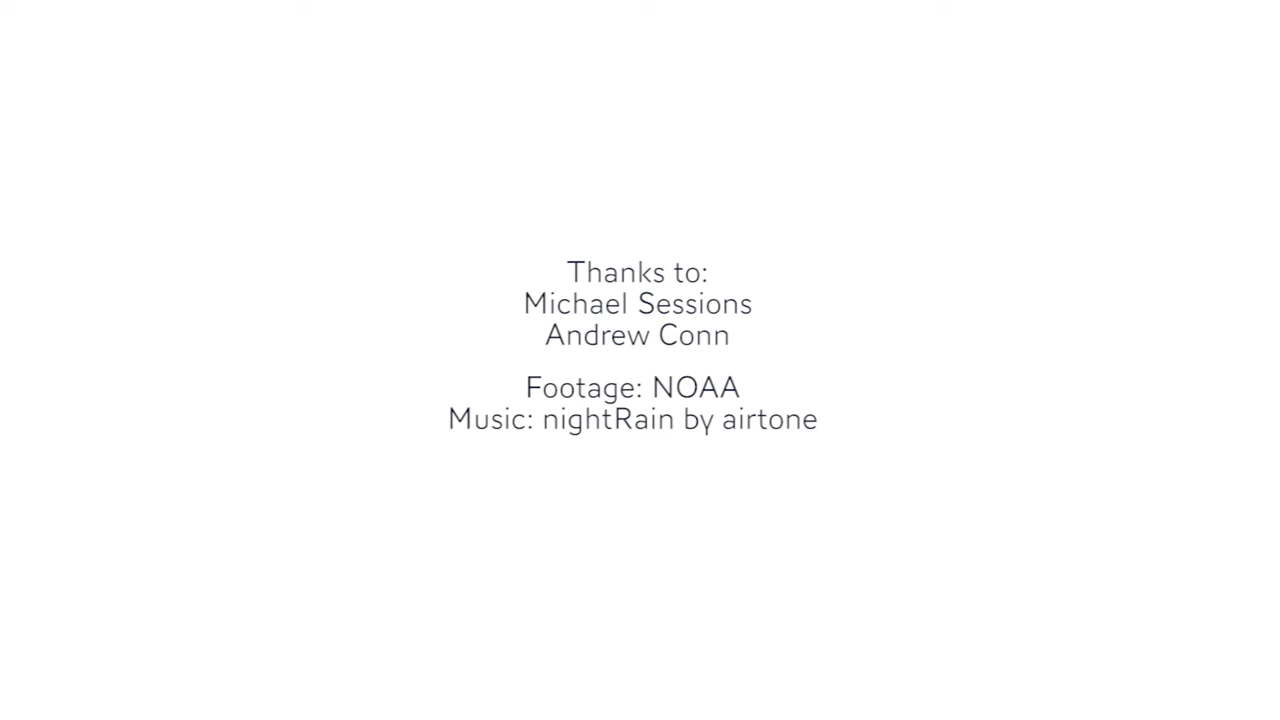 Thanks to:
Michael Sessions
Andrew Conn
Footage: NOAA
Music: nightRain by airtone